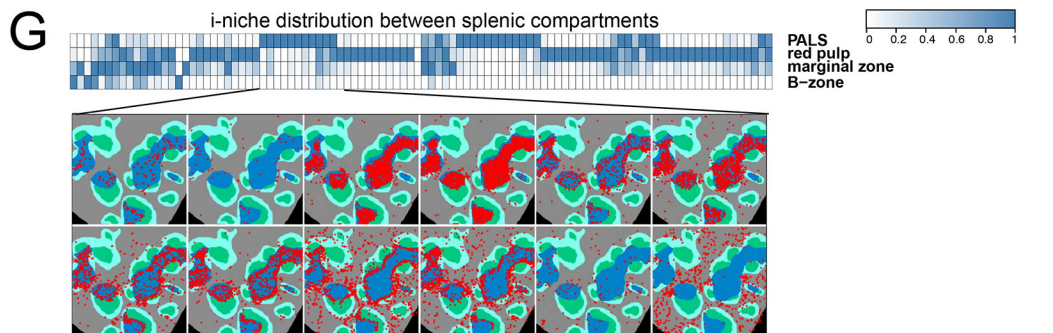 G
i-niche distribution between splenic compartments
0 0.2 0.4 0.6 0.8 1
PALS
red pulp
marginal zone
B-zone